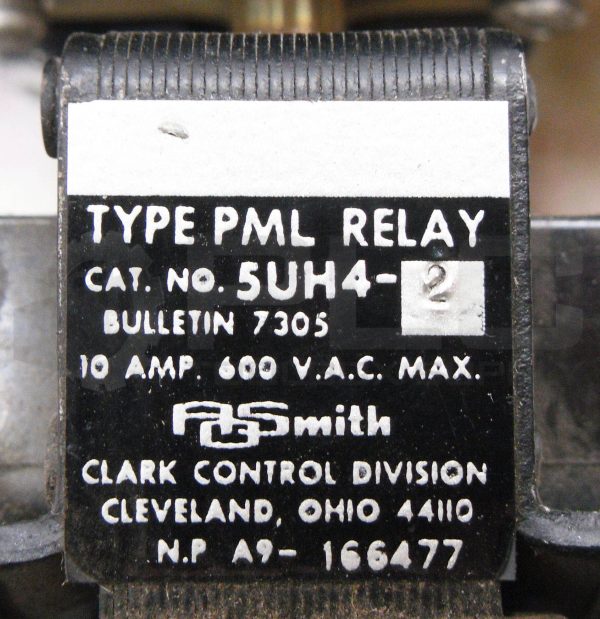 TYPE PML RELAY
CAT. NO. 5UH4-2
BULLETIN 7305
10 AMP. 600 V.A.C. MAX.
AOSmith
CLARK CONTROL DIVISION
CLEVELAND, OHIO 44110
N.P A9- 166477